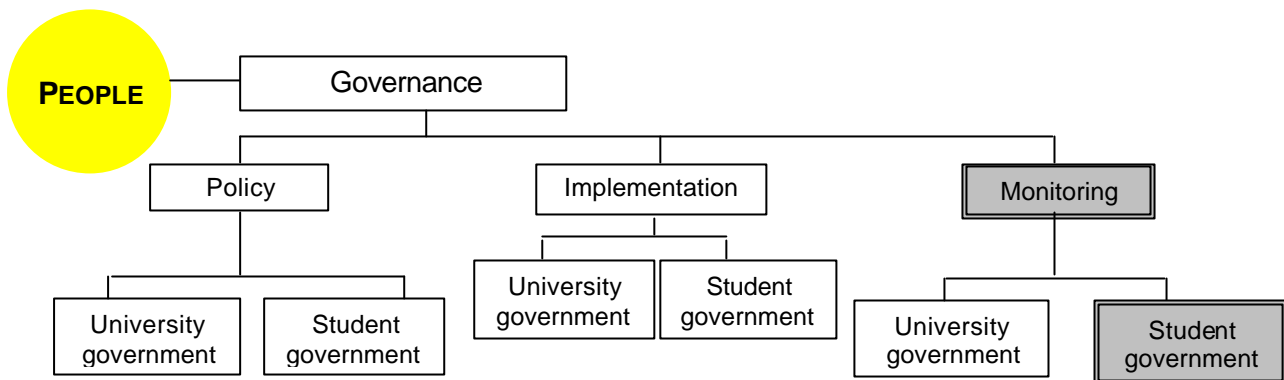 PEOPLE
Governance
Policy
Implementation
Monitoring
University
government
Student
government
University
government
Student
government
University
government
Student
government